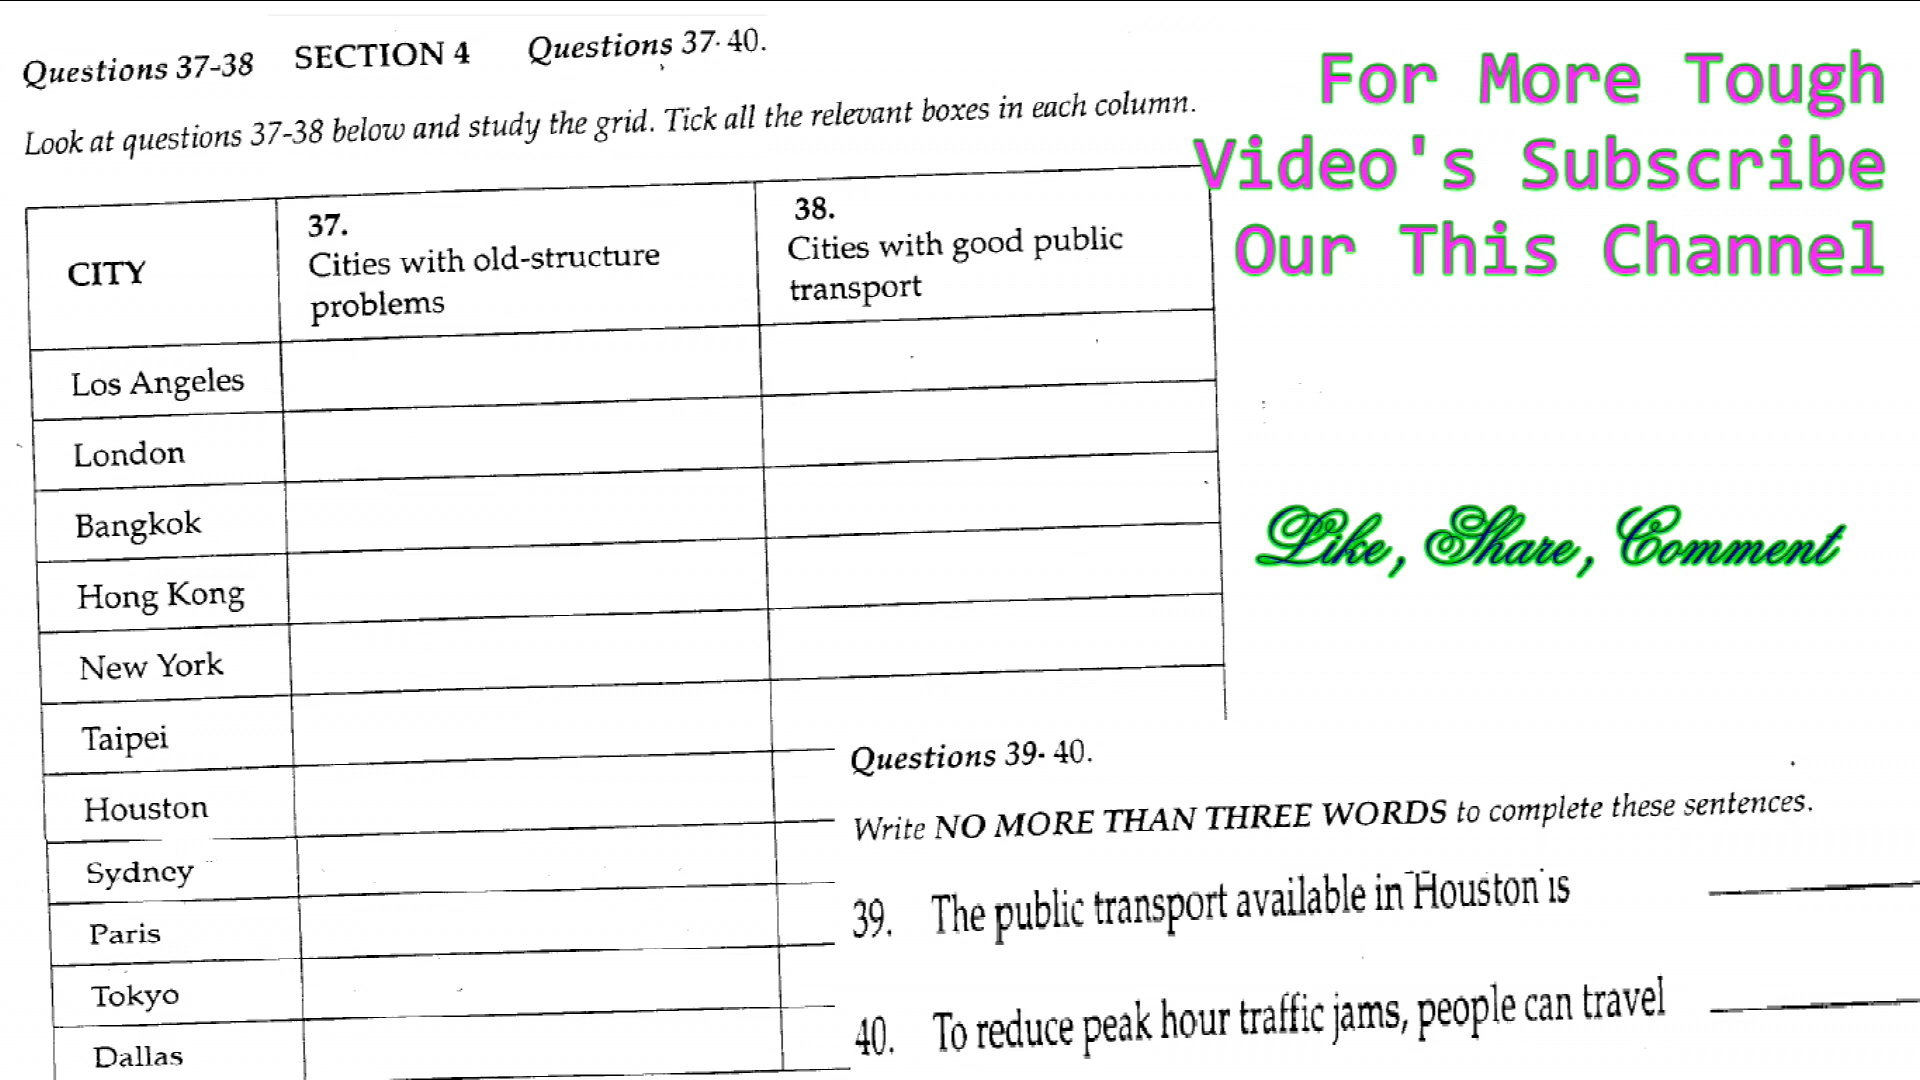 Questions 37-38 SECTION 4 Questions 37-40.
Look at questions 37-38 below and study the grid. Tick all the relevant boxes in each column.
CITY
37.
Cities with old-structure
problems
38.
Cities with good public
transport
Los Angeles
London
Bangkok
Hong Kong
New York
Taipei
Houston
Sydney
Paris
Tokyo
Dallas
Questions 39-40.
Write NO MORE THAN THREE WORDS to complete these sentences.
39. The public transport available in Houston is
40. To reduce peak hour traffic jams, people can travel
For More Tough
Video's Subscribe
Our This Channel
Like, Share, Comment